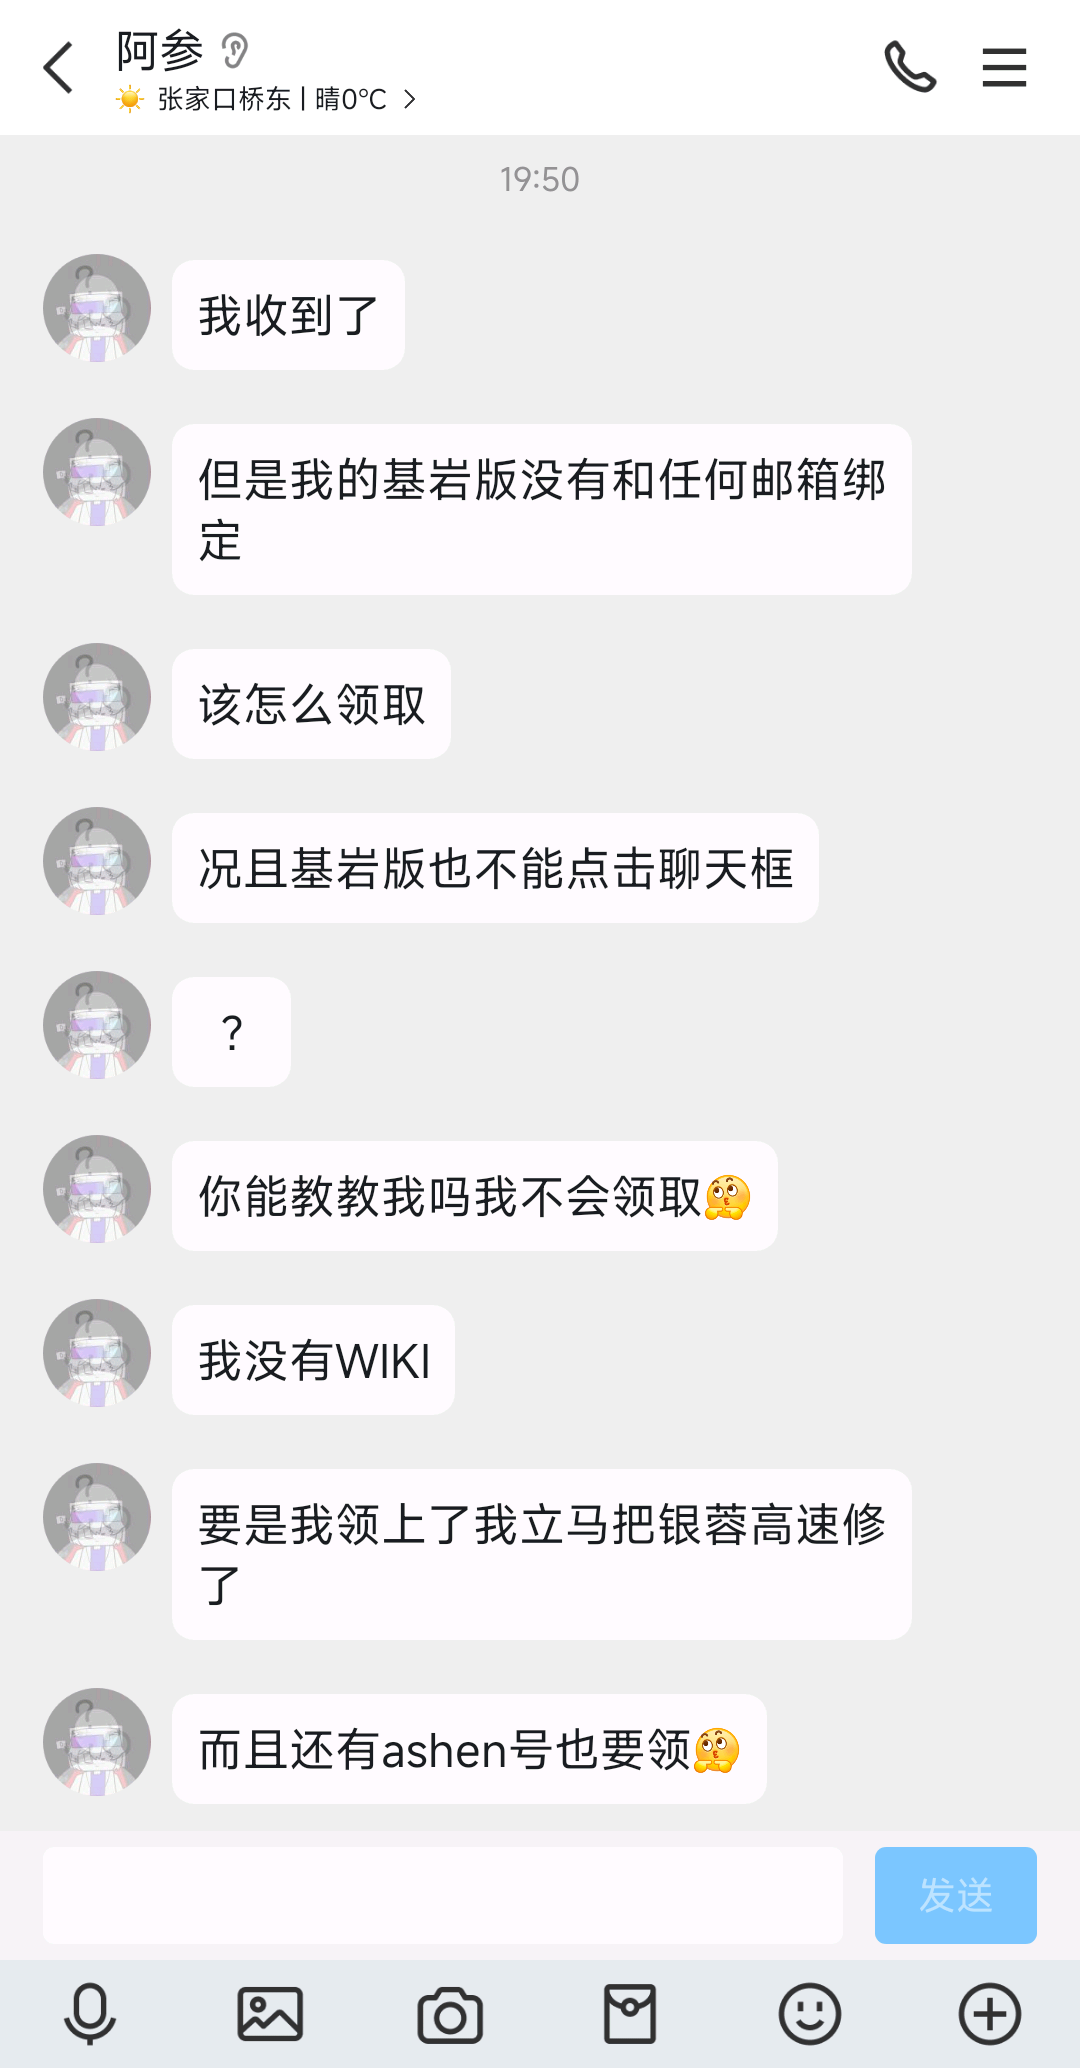 阿参
张家口桥东 | 晴0°C
19:50
我收到了
但是我的基岩版没有和任何邮箱绑
定
该怎么领取
况且基岩版也不能点击聊天框
？
你能教教我吗我不会领取
我没有WIKI
要是我领上了我立马把银蓉高速修
了
而且还有ashen号也要领
发送